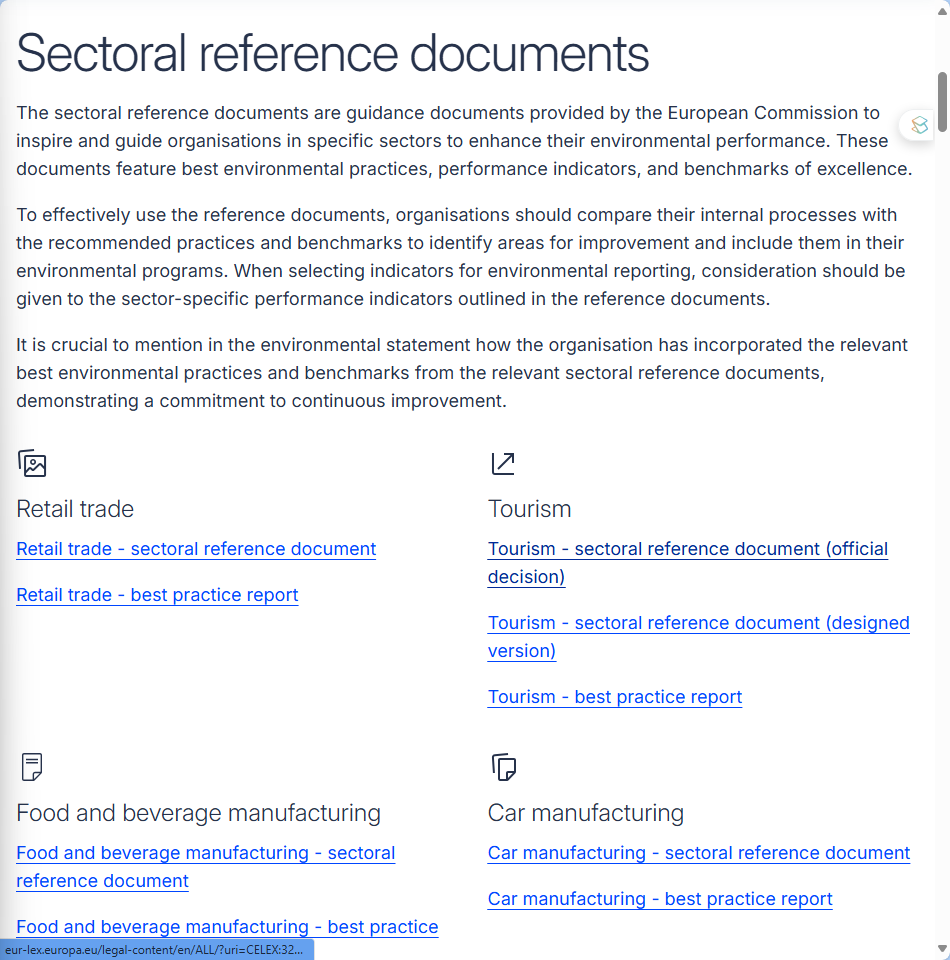 Sectoral reference documents
The sectoral reference documents are guidance documents provided by the European Commission to
inspire and guide organisations in specific sectors to enhance their environmental performance. These
documents feature best environmental practices, performance indicators, and benchmarks of excellence.
To effectively use the reference documents, organisations should compare their internal processes with
the recommended practices and benchmarks to identify areas for improvement and include them in their
environmental programs. When selecting indicators for environmental reporting, consideration should be
given to the sector-specific performance indicators outlined in the reference documents.
It is crucial to mention in the environmental statement how the organisation has incorporated the relevant
best environmental practices and benchmarks from the relevant sectoral reference documents,
demonstrating a commitment to continuous improvement.
Retail trade
Retail trade - sectoral reference document
Retail trade - best practice report
Tourism
Tourism - sectoral reference document (official
decision)
Tourism - sectoral reference document (designed
version)
Tourism - best practice report
Food and beverage manufacturing
Food and beverage manufacturing - sectoral
reference document
Food and beverage manufacturing - best practice
Car manufacturing
Car manufacturing - sectoral reference document
Car manufacturing - best practice report
eur-lex.europa.eu/legal-content/en/ALL/?uri=CELEX:32...